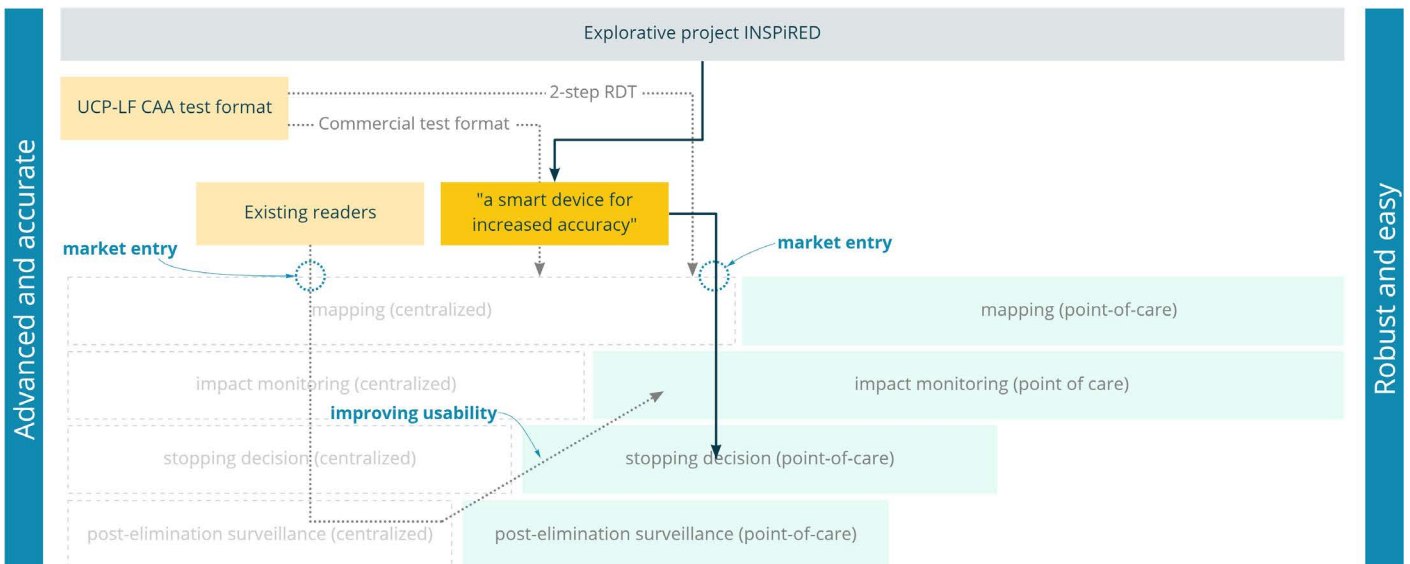 Explorative project INSPiRED
Advanced and accurate
Robust and easy
UCP-LF CAA test format
2-step RDT
Commercial test format
Existing readers
"a smart device for
increased accuracy"
market entry
market entry
mapping (centralized)
mapping (point-of-care)
impact monitoring (centralized)
impact monitoring (point of care)
improving usability
stopping decision (centralized)
stopping decision (point-of-care)
post-elimination surveillance (centralized)
post-elimination surveillance (point-of-care)